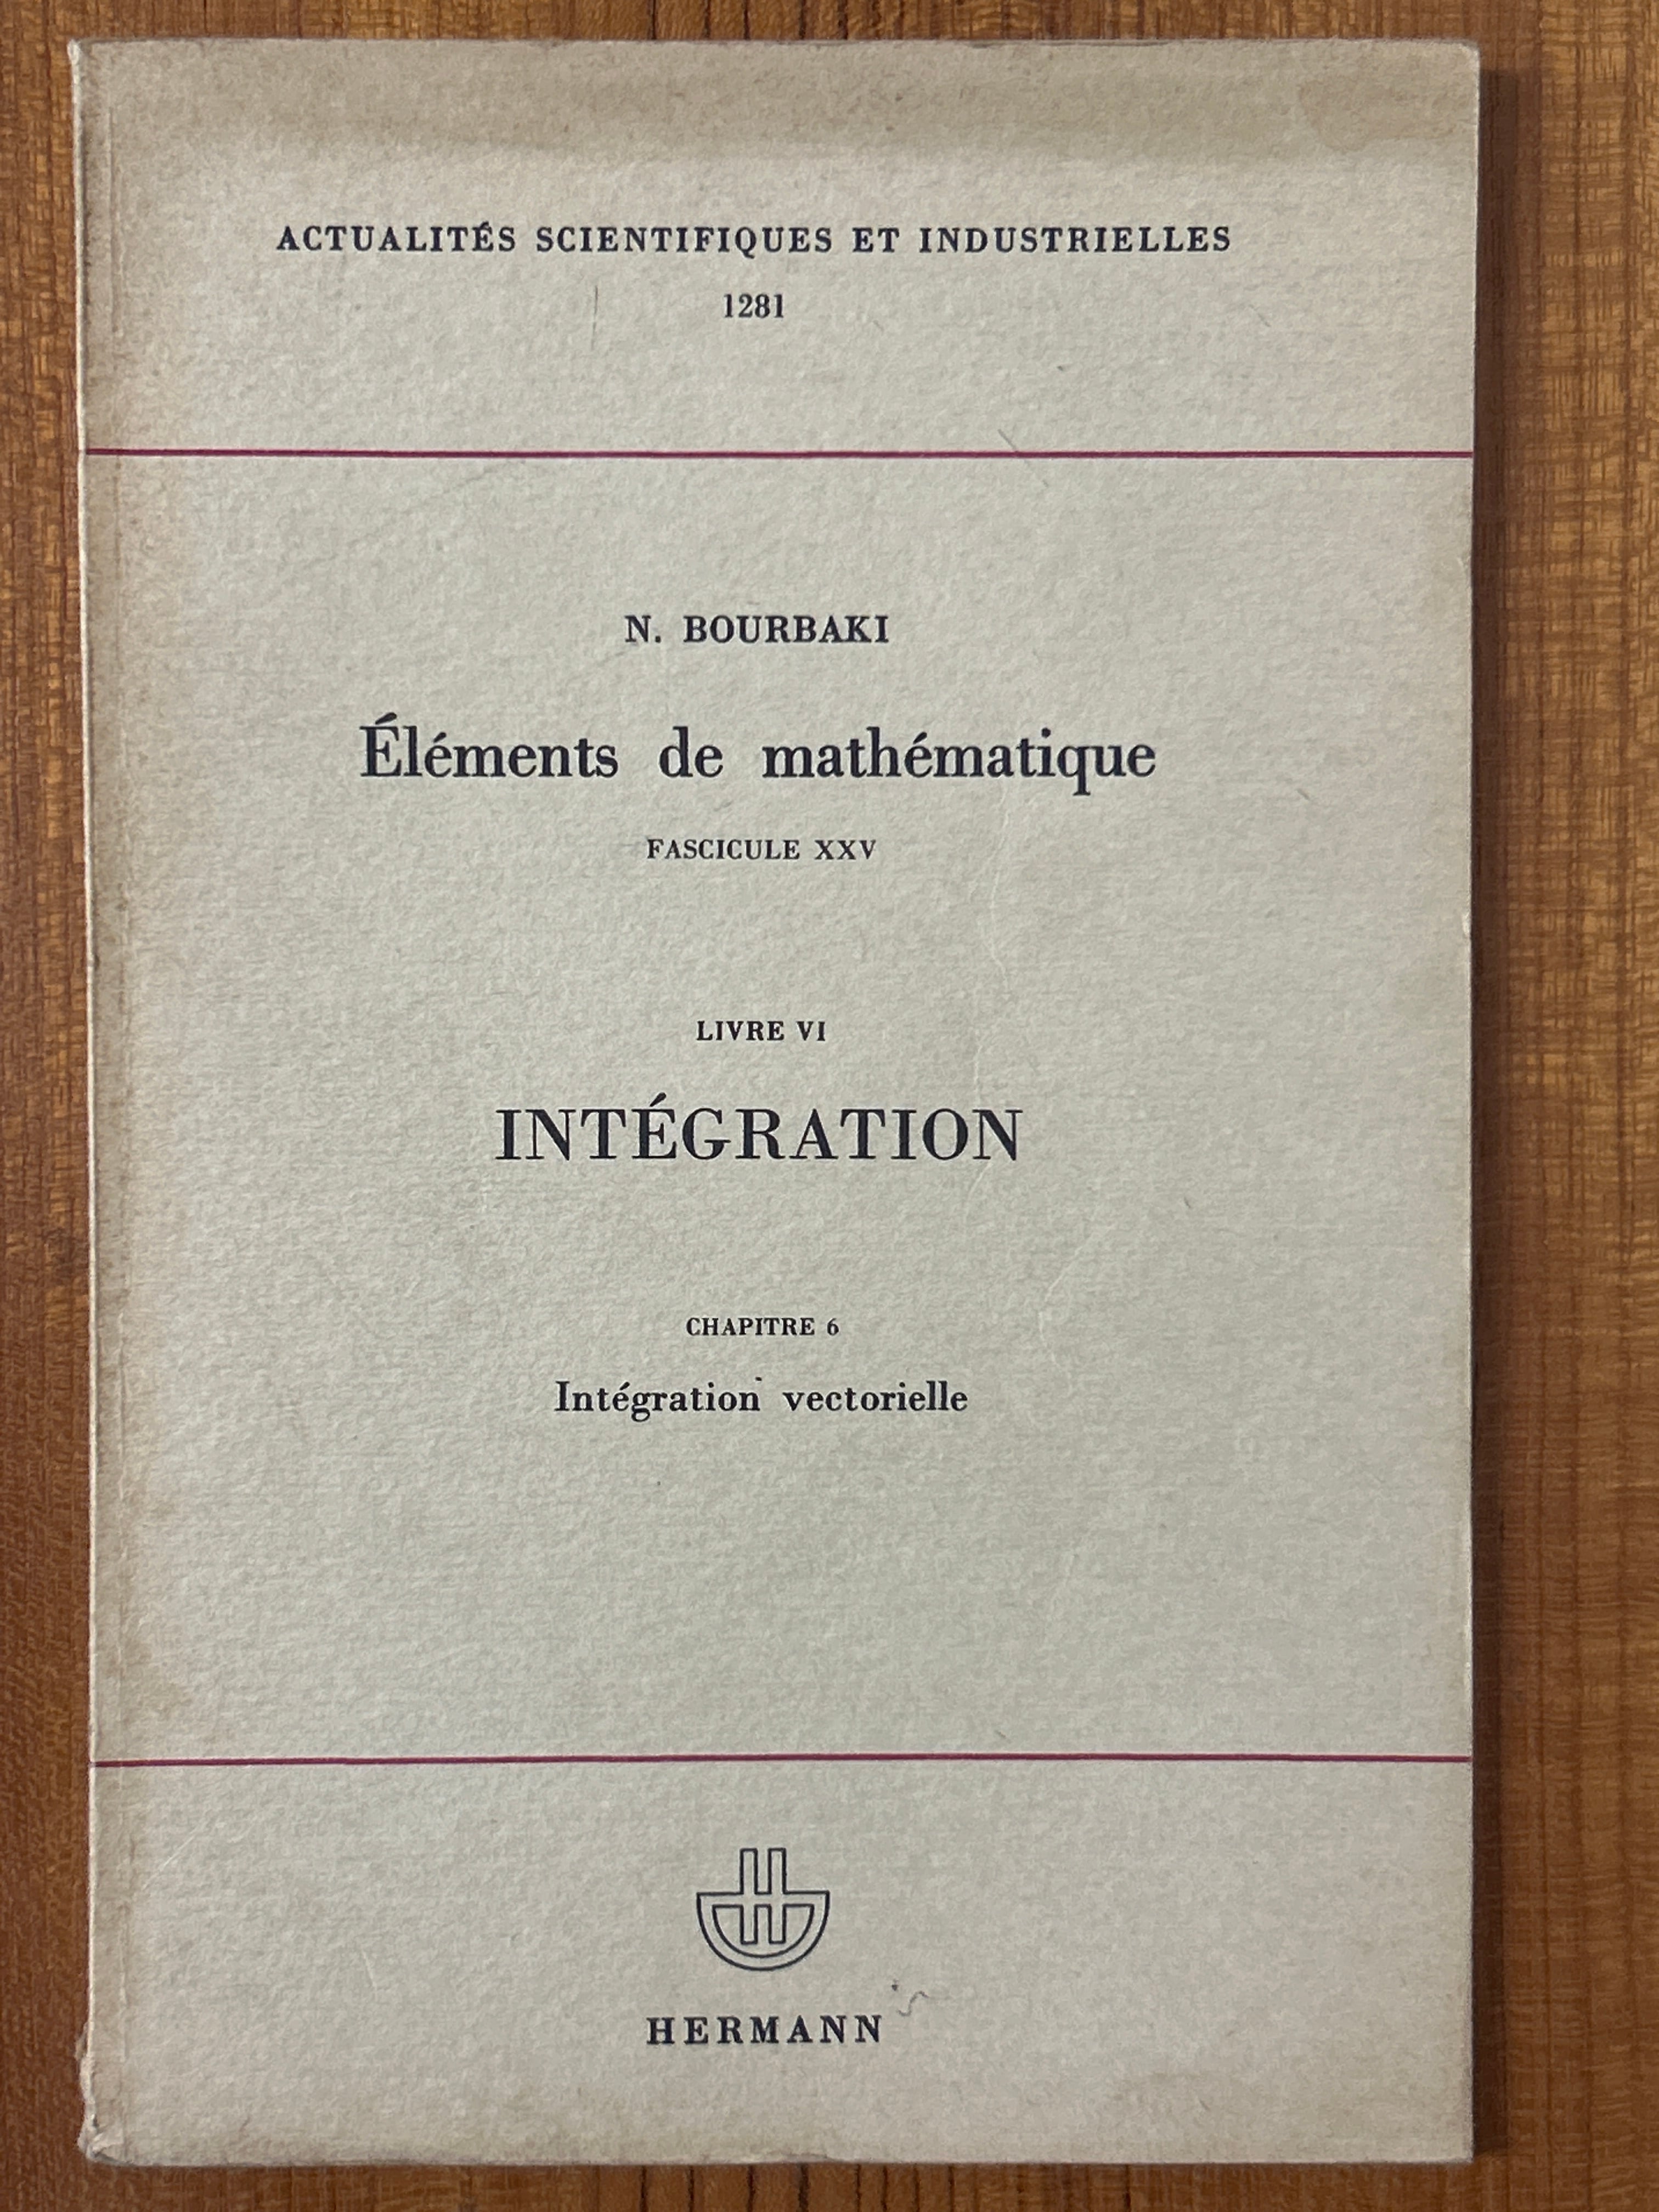 ACTUALITÉS SCIENTIFIQUES ET INDUSTRIELLES
1281
N. BOURBAKI
Éléments de mathématique
FASCICULE XXV
LIVRE VI
INTÉGRATION
CHAPITRE 6
Intégration vectorielle
HERMANN